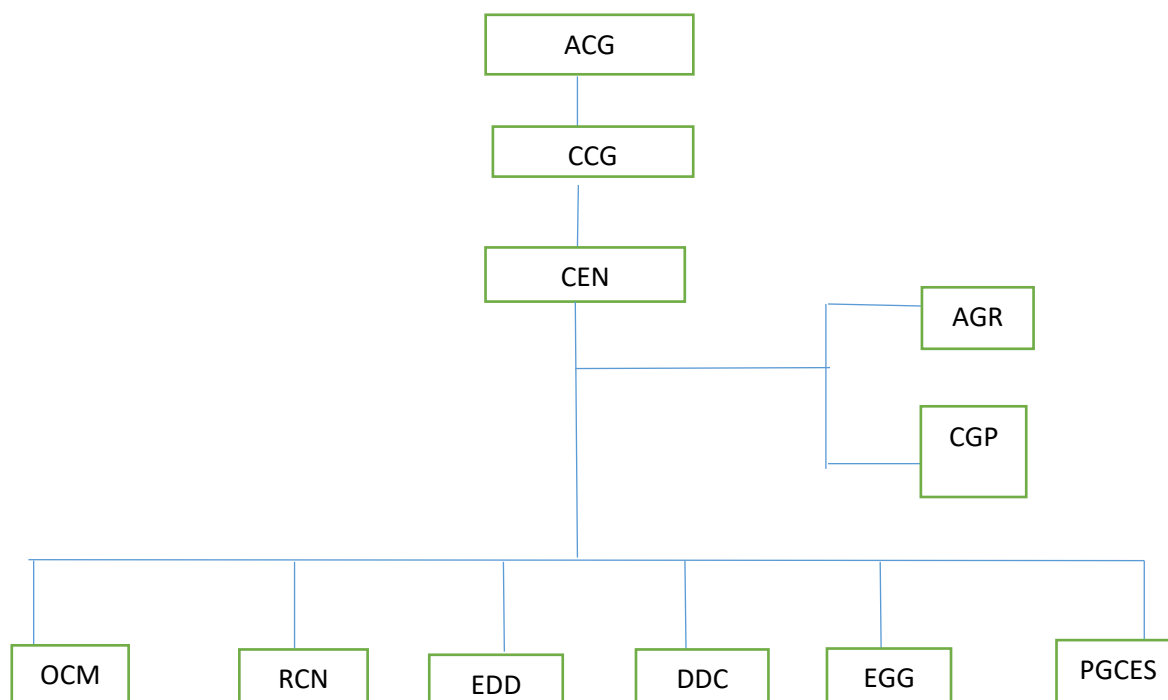 ACG
CCG
CEN
AGR
CGP
OCM
RCN
EDD
DDC
EGG
PGCES